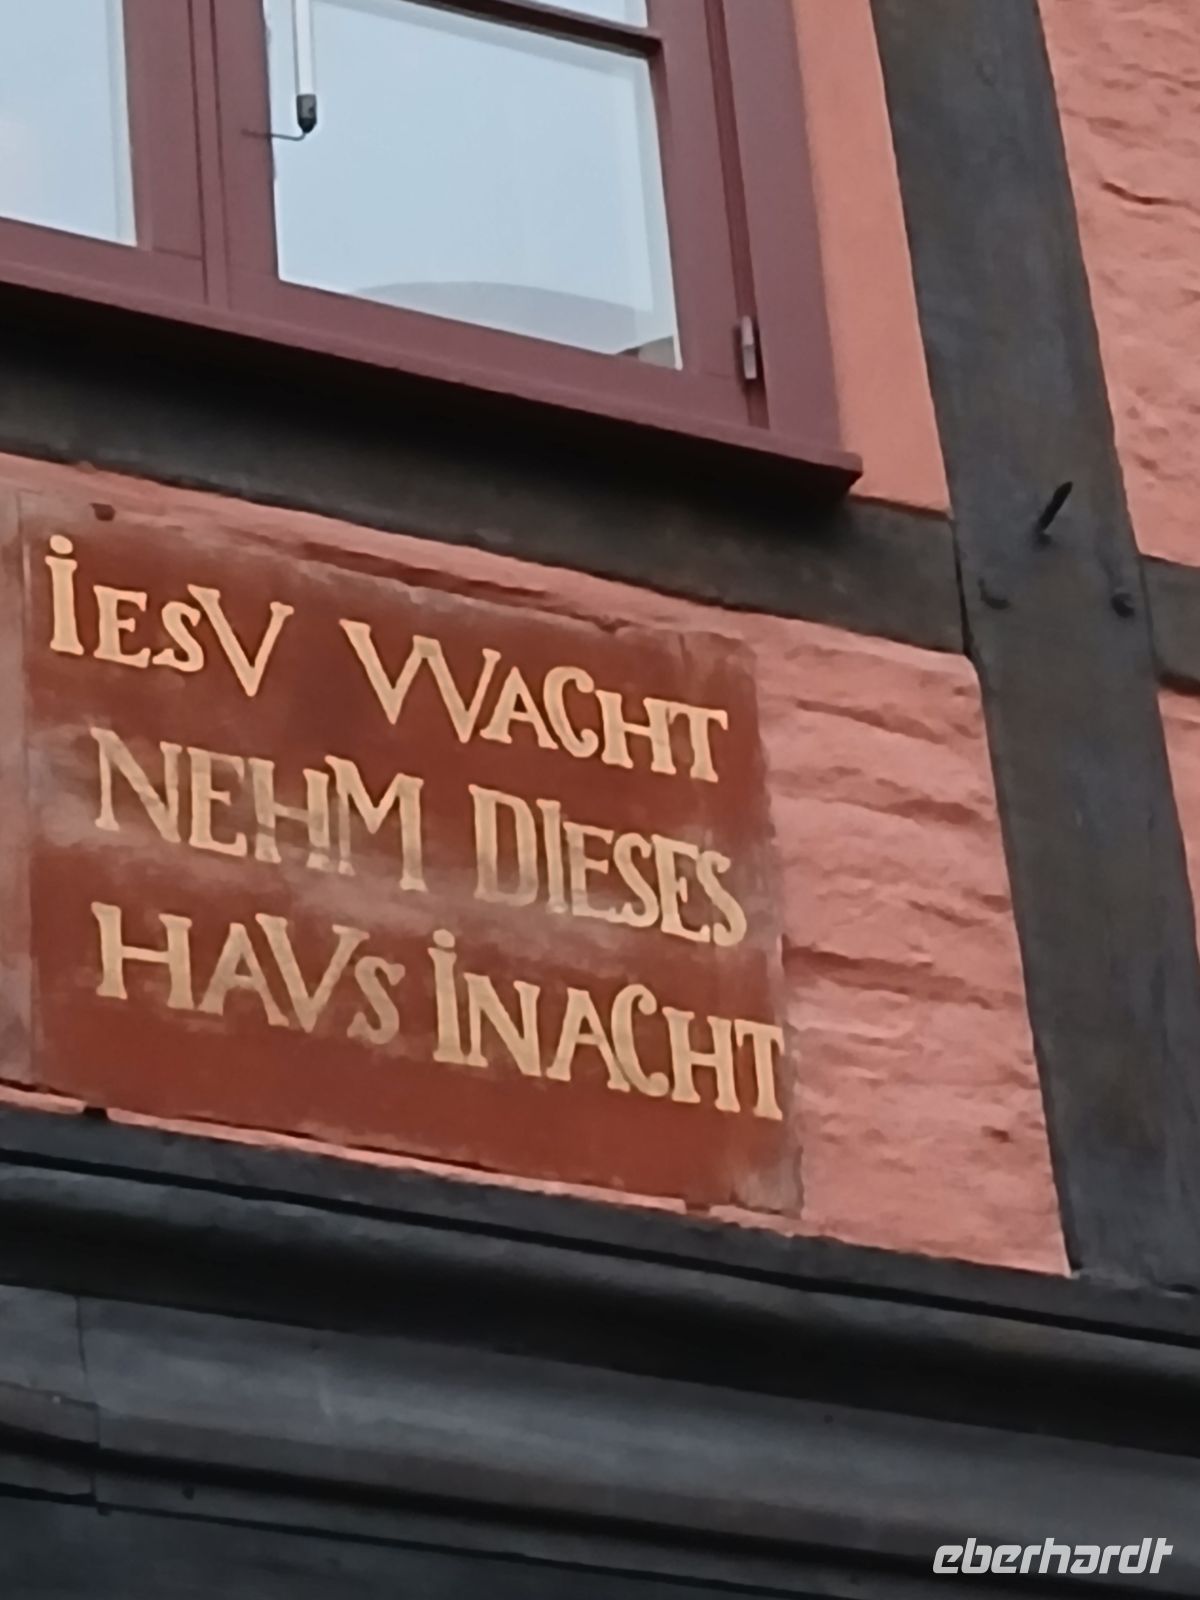 IESV WACHT
NEHM DIESES
HAVS INACHT
eberhardt